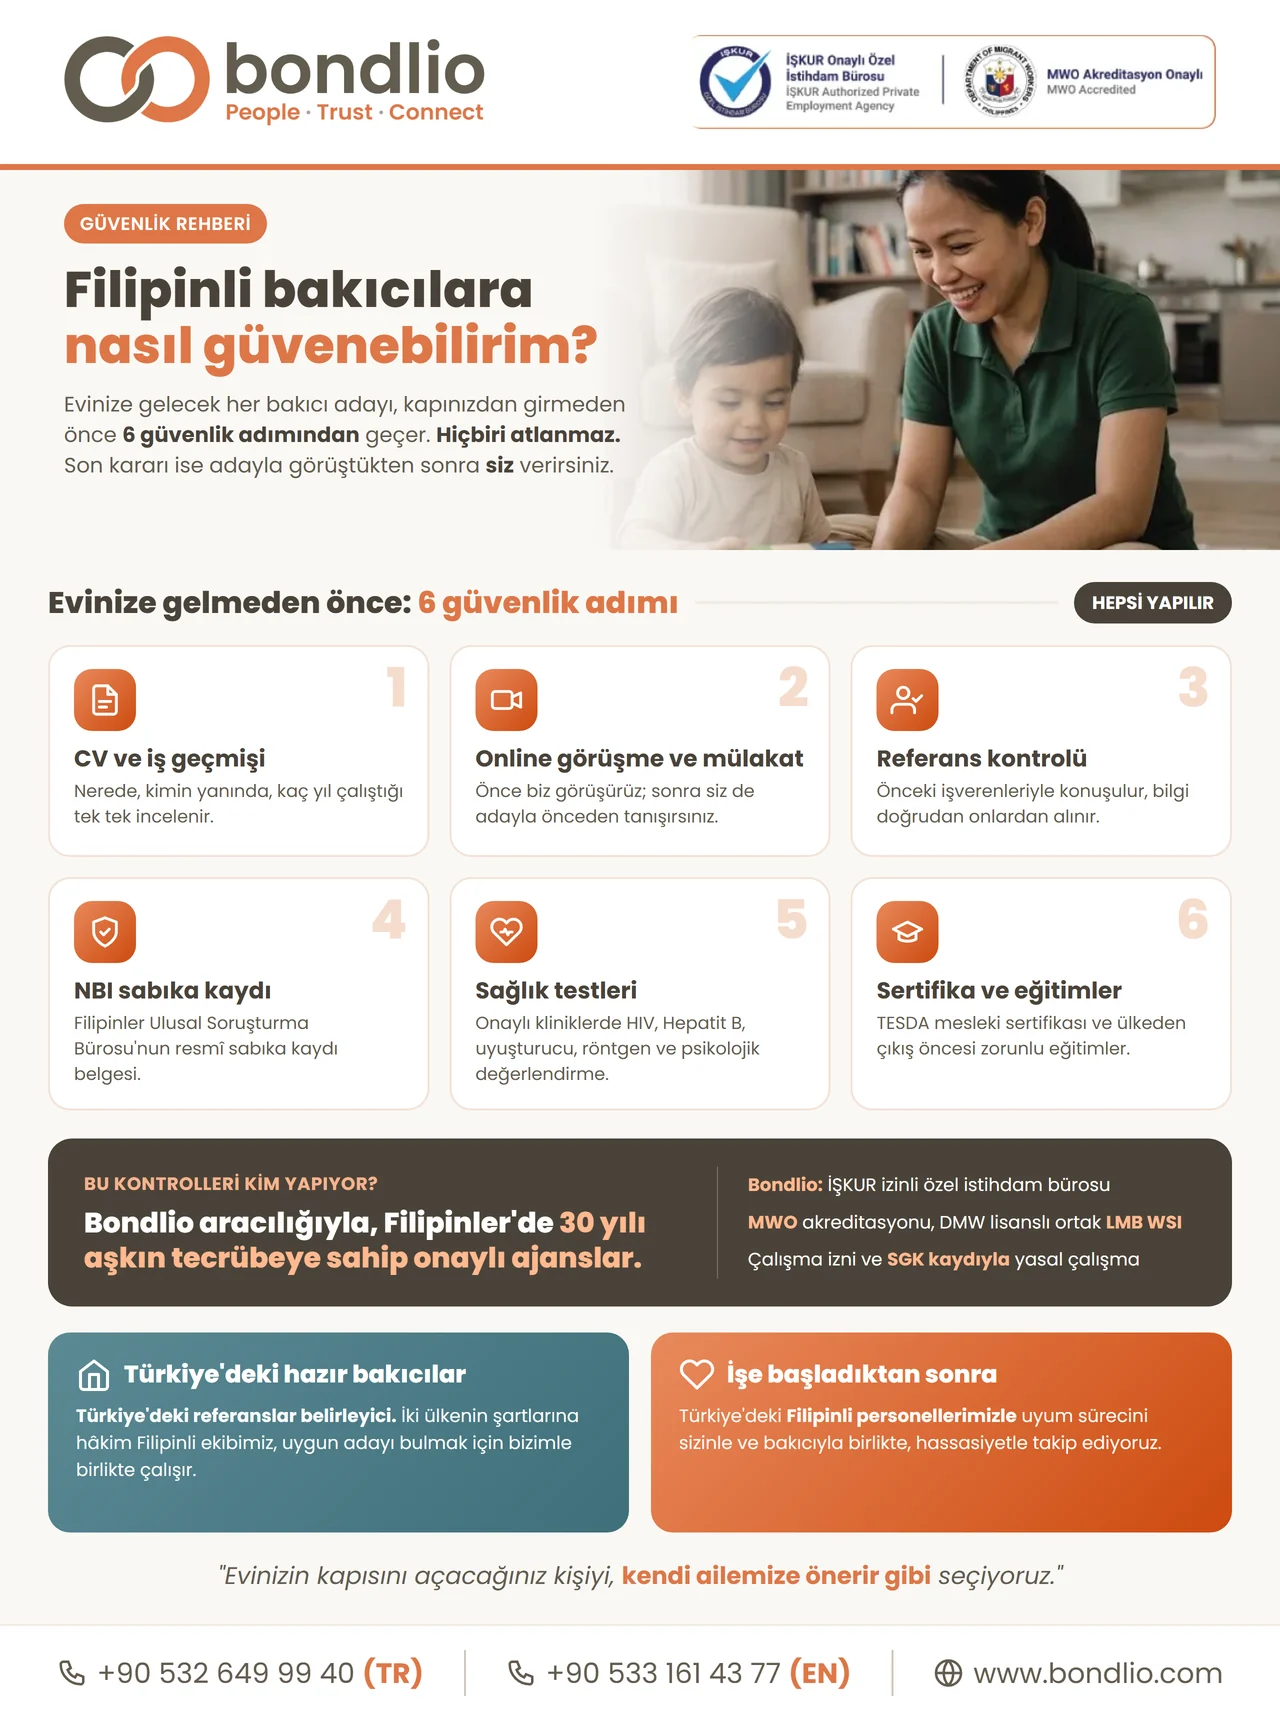 bondlio
People · Trust · Connect
İŞKUR
ÖZEL İSTİHDAM BÜROSU
İŞKUR Onaylı Özel
İstihdam Bürosu
İŞKUR Authorized Private
Employment Agency
DEPARTMENT OF MIGRANT WORKERS
PHILIPPINES
MWO Akreditasyon Onaylı
MWO Accredited
GÜVENLİK REHBERİ
Filipinli bakıcılara
nasıl güvenebilirim?
Evinize gelecek her bakıcı adayı, kapınızdan girmeden
önce 6 güvenlik adımından geçer. Hiçbiri atlanmaz.
Son kararı ise adayla görüştükten sonra siz verirsiniz.
Evinize gelmeden önce: 6 güvenlik adımı
HEPSİ YAPILIR
1
CV ve iş geçmişi
Nerede, kimin yanında, kaç yıl çalıştığı
tek tek incelenir.
2
Online görüşme ve mülakat
Önce biz görüşürüz; sonra siz de
adayla önceden tanışırsınız.
3
Referans kontrolü
Önceki işverenleriyle konuşulur, bilgi
doğrudan onlardan alınır.
4
NBI sabıka kaydı
Filipinler Ulusal Soruşturma
Bürosu'nun resmî sabıka kaydı
belgesi.
5
Sağlık testleri
Onaylı kliniklerde HIV, Hepatit B,
uyuşturucu, röntgen ve psikolojik
değerlendirme.
6
Sertifika ve eğitimler
TESDA mesleki sertifikası ve ülkeden
çıkış öncesi zorunlu eğitimler.
BU KONTROLLERİ KİM YAPIYOR?
Bondlio aracılığıyla, Filipinler'de 30 yılı
aşkın tecrübeye sahip onaylı ajanslar.
Bondlio: İŞKUR izinli özel istihdam bürosu
MWO akreditasyonu, DMW lisanslı ortak LMB WSI
Çalışma izni ve SGK kaydıyla yasal çalışma
Türkiye'deki hazır bakıcılar
Türkiye'deki referanslar belirleyici. İki ülkenin şartlarına
hâkim Filipinli ekibimiz, uygun adayı bulmak için bizimle
birlikte çalışır.
İşe başladıktan sonra
Türkiye'deki Filipinli personellerimizle uyum sürecini
sizinle ve bakıcıyla birlikte, hassasiyetle takip ediyoruz.
"Evinizin kapısını açacağınız kişiyi, kendi ailemize önerir gibi seçiyoruz."
+90 532 649 99 40 (TR)
+90 533 161 43 77 (EN)
www.bondlio.com